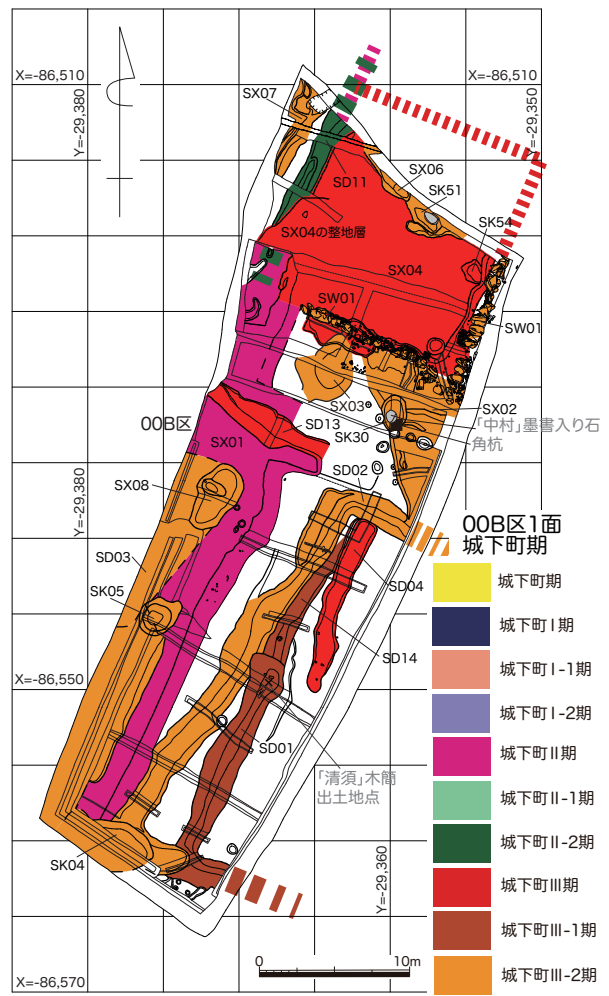 X=-86,510
X=-86,510
Y=-29,380
Y=-29,350
SX07
SX06
SK51
SD11
SK54
SX04の整地層
SX04
SW01
SW01
SX03
SX02
00B区
「中村」墨書入り石
SD13
SK30
角杭
SX01
SD02
Y=-29,380
SX08
00B区1面
城下町期
SD03
SD04
SK05
SD14
X=-86,550
SD01
「清須」木簡
出土地点
SK04
Y=-29,360
0
10m
X=-86,570
城下町期
城下町Ⅰ期
城下町Ⅰ-1期
城下町Ⅰ-2期
城下町Ⅱ期
城下町Ⅱ-1期
城下町Ⅱ-2期
城下町Ⅲ期
城下町Ⅲ-1期
城下町Ⅲ-2期